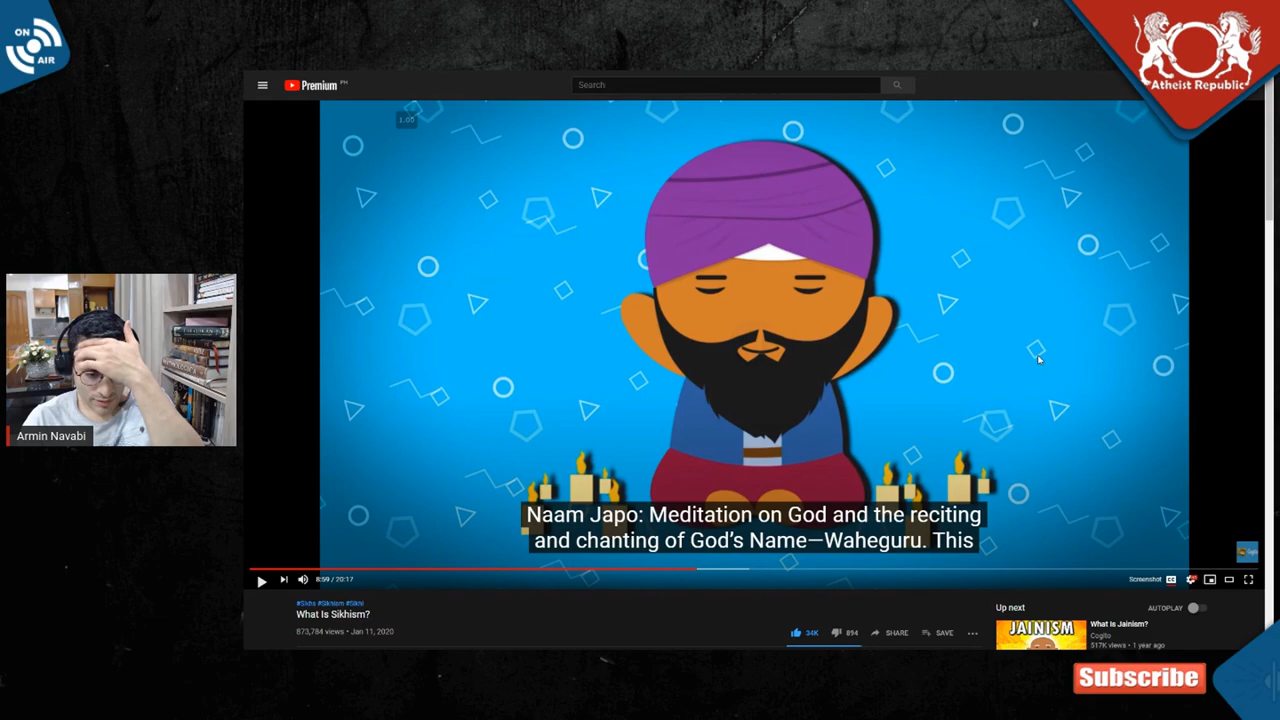 ON
AIR
Premium PH
Search
Atheist Republic
1.00
Armin Navabi
Naam Japo: Meditation on God and the reciting
and chanting of God's Name—Waheguru. This
8:59 / 20:17
Screenshot
CC
#Sikhs #Sikhism #Sikhi
What Is Sikhism?
873,784 views • Jan 11, 2020
34K
894
SHARE
SAVE
Up next
AUTOPLAY
JAINISM
What Is Jainism?
Cogito
517K views • 1 year ago
Subscribe